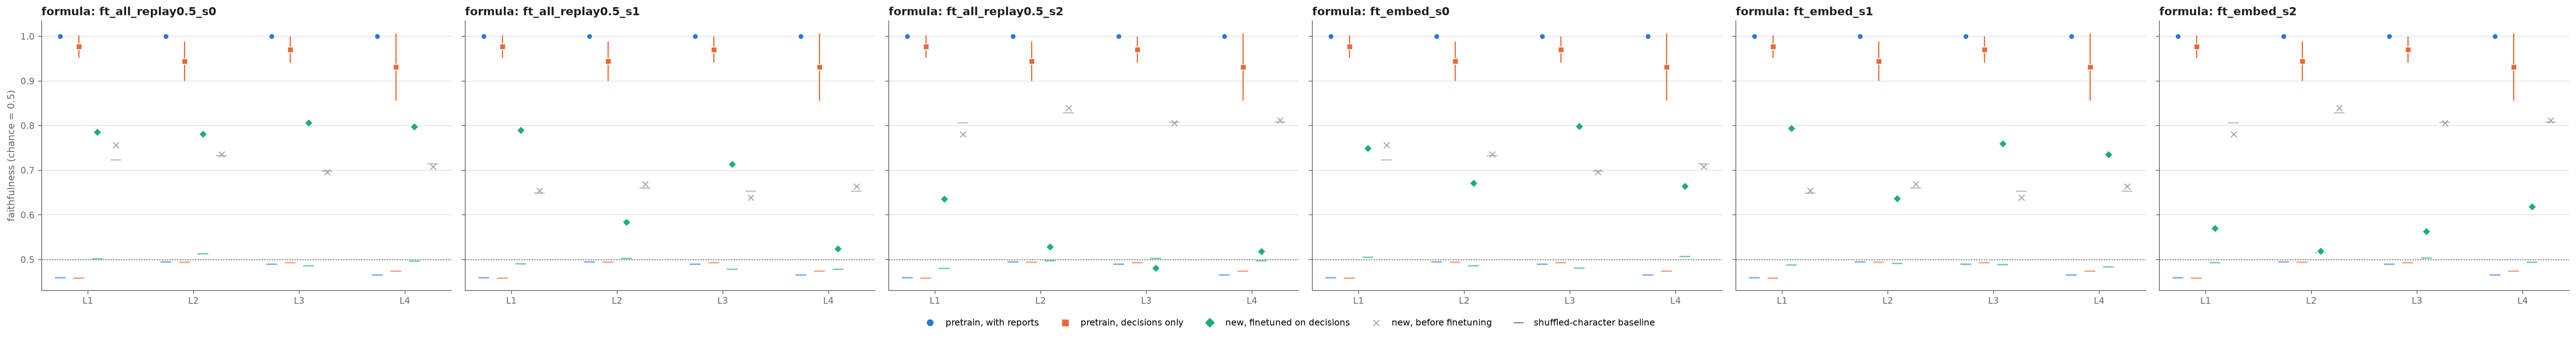 formula: ft_all_replay0.5_s0
formula: ft_all_replay0.5_s1
formula: ft_all_replay0.5_s2
formula: ft_embed_s0
formula: ft_embed_s1
formula: ft_embed_s2
faithfulness (chance = 0.5)
1.0
0.9
0.8
0.7
0.6
0.5
L1 L2 L3 L4
L1 L2 L3 L4
L1 L2 L3 L4
L1 L2 L3 L4
L1 L2 L3 L4
L1 L2 L3 L4
pretrain, with reports
pretrain, decisions only
new, finetuned on decisions
new, before finetuning
shuffled-character baseline